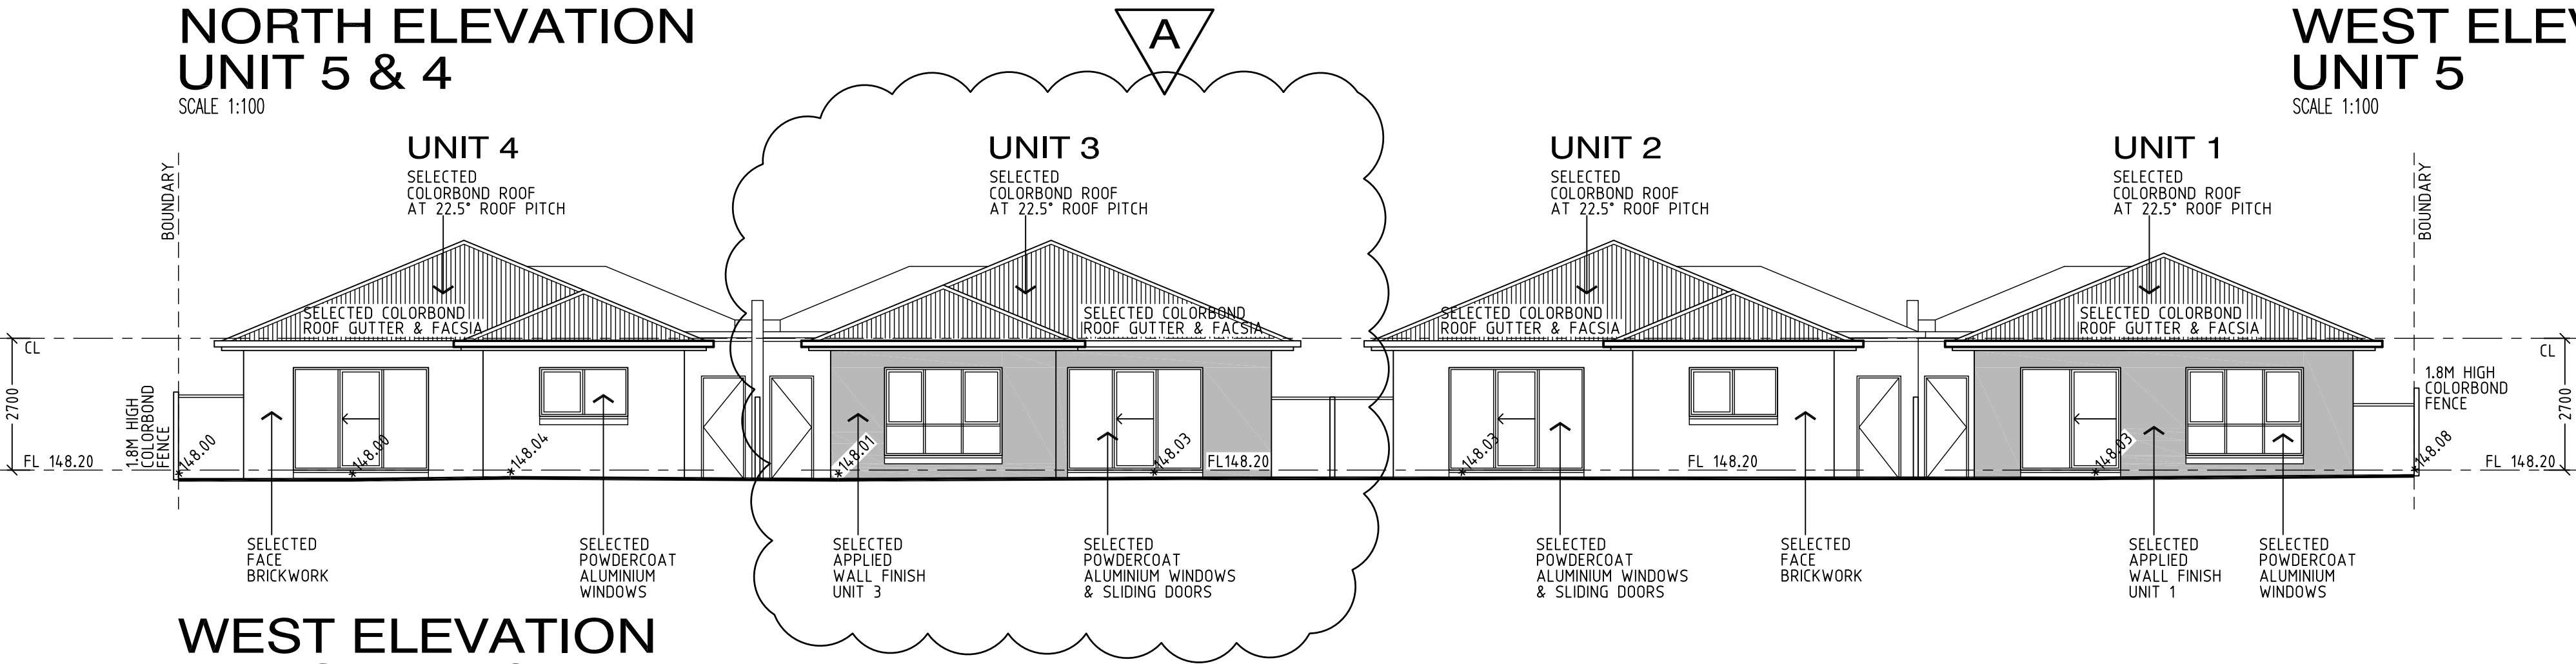 NORTH ELEVATION
UNIT 5 & 4
SCALE 1:100
A
WEST ELEV
UNIT 5
SCALE 1:100
BOUNDARY
UNIT 4
SELECTED
COLORBOND ROOF
AT 22.5° ROOF PITCH
UNIT 3
SELECTED
COLORBOND ROOF
AT 22.5° ROOF PITCH
UNIT 2
SELECTED
COLORBOND ROOF
AT 22.5° ROOF PITCH
UNIT 1
SELECTED
COLORBOND ROOF
AT 22.5° ROOF PITCH
BOUNDARY
SELECTED COLORBOND
ROOF GUTTER & FACSIA
SELECTED COLORBOND
ROOF GUTTER & FACSIA
SELECTED COLORBOND
ROOF GUTTER & FACSIA
SELECTED COLORBOND
ROOF GUTTER & FACSIA
CL
2700
FL 148.20
1.8M HIGH
COLORBOND
FENCE
148.00
148.00
148.04
148.01
148.03
FL148.20
148.03
FL 148.20
148.03
148.08
1.8M HIGH
COLORBOND
FENCE
CL
2700
FL 148.20
SELECTED
FACE
BRICKWORK
SELECTED
POWDERCOAT
ALUMINIUM
WINDOWS
SELECTED
APPLIED
WALL FINISH
UNIT 3
SELECTED
POWDERCOAT
ALUMINIUM WINDOWS
& SLIDING DOORS
SELECTED
POWDERCOAT
ALUMINIUM WINDOWS
& SLIDING DOORS
SELECTED
FACE
BRICKWORK
SELECTED
APPLIED
WALL FINISH
UNIT 1
SELECTED
POWDERCOAT
ALUMINIUM
WINDOWS
WEST ELEVATION